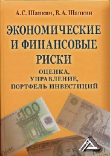 А.С. Шапкин, В.А. Шапкин
ЭКОНОМИЧЕСКИЕ
И ФИНАНСОВЫЕ
РИСКИ
ОЦЕНКА,
УПРАВЛЕНИЕ,
ПОРТФЕЛЬ ИНВЕСТИЦИЙ